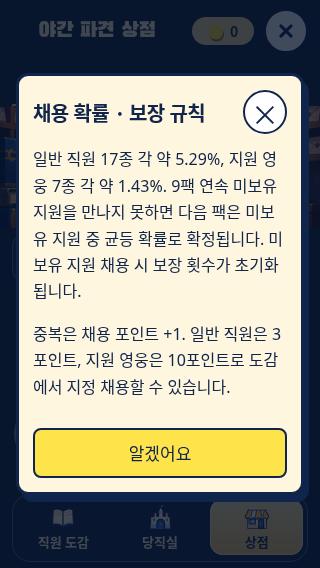 야간 파견 상점
0
채용 확률 · 보장 규칙
일반 직원 17종 각 약 5.29%, 지원 영
웅 7종 각 약 1.43%. 9팩 연속 미보유
지원을 만나지 못하면 다음 팩은 미보
유 지원 중 균등 확률로 확정됩니다. 미
보유 지원 채용 시 보장 횟수가 초기화
됩니다.
중복은 채용 포인트 +1. 일반 직원은 3
포인트, 지원 영웅은 10포인트로 도감
에서 지정 채용할 수 있습니다.
알겠어요
직원 도감
당직실
상점